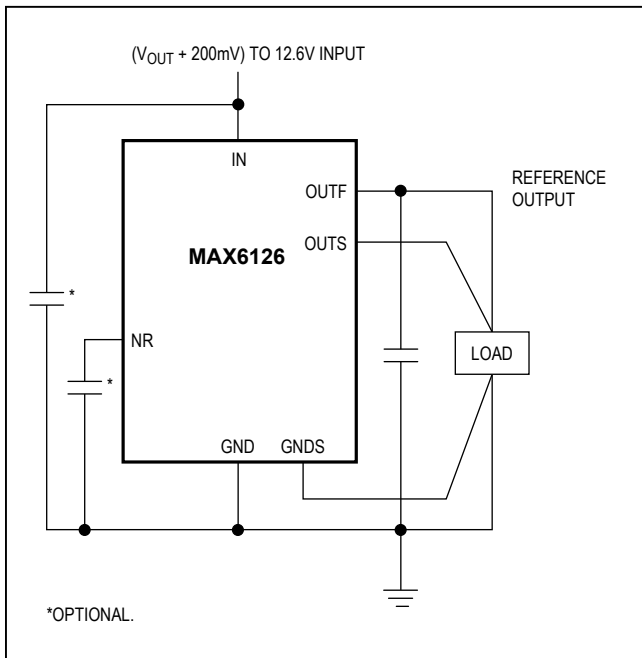 (VOUT + 200mV) TO 12.6V INPUT
IN
OUTF
REFERENCE
OUTPUT
OUTS
MAX6126
*
NR
LOAD
*
GND
GNDS
*OPTIONAL.